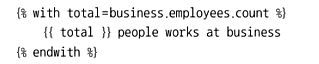 {% with total=business.employees.count %}
{{ total }} people works at business
{% endwith %}